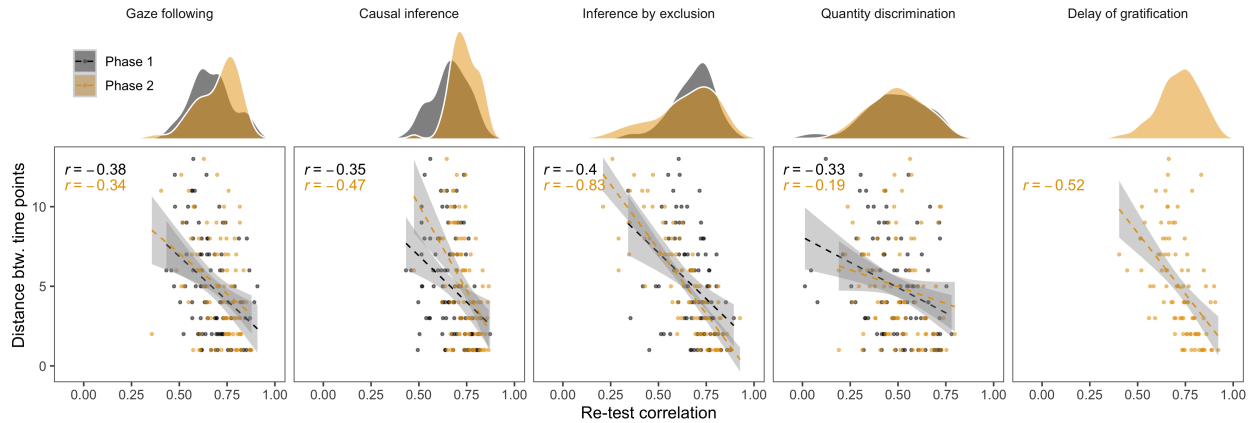 Gaze following
Causal inference
Inference by exclusion
Quantity discrimination
Delay of gratification
Phase 1
Phase 2
r = −0.38
r = −0.34
r = −0.35
r = −0.47
r = −0.4
r = −0.83
r = −0.33
r = −0.19
r = −0.52
Distance btw. time points
10
5
0
0.00 0.25 0.50 0.75 1.00
0.00 0.25 0.50 0.75 1.00
0.00 0.25 0.50 0.75 1.00
0.00 0.25 0.50 0.75 1.00
0.00 0.25 0.50 0.75 1.00
Re-test correlation